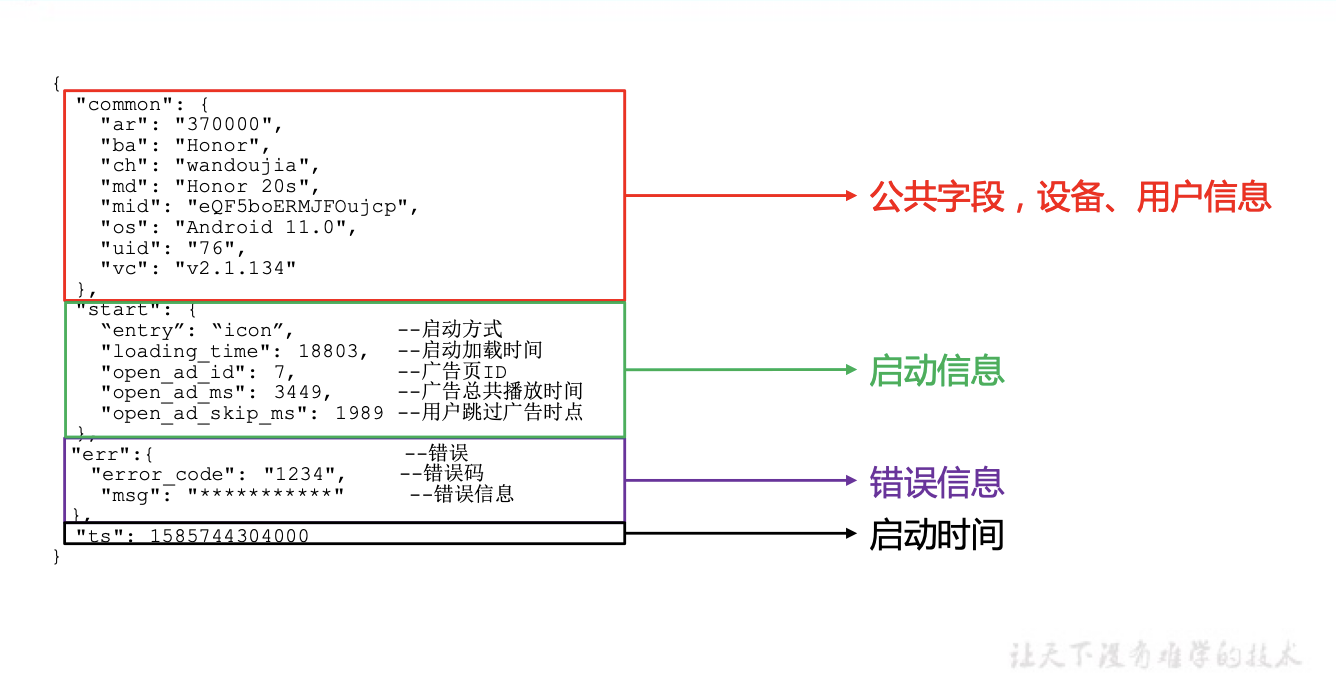 {
"common": {
"ar": "370000",
"ba": "Honor",
"ch": "wandoujia",
"md": "Honor 20s",
"mid": "eQF5boERMJFOujcp",
"os": "Android 11.0",
"uid": "76",
"vc": "v2.1.134"
},
公共字段，设备、用户信息
"start": {
“entry”: “icon”, --启动方式
"loading_time": 18803, --启动加载时间
"open_ad_id": 7, --广告页ID
"open_ad_ms": 3449, --广告总共播放时间
"open_ad_skip_ms": 1989 --用户跳过广告时点
},
启动信息
"err":{ --错误
"error_code": "1234", --错误码
"msg": "***********" --错误信息
},
错误信息
"ts": 1585744304000
启动时间
}
让天下没有难学的技术